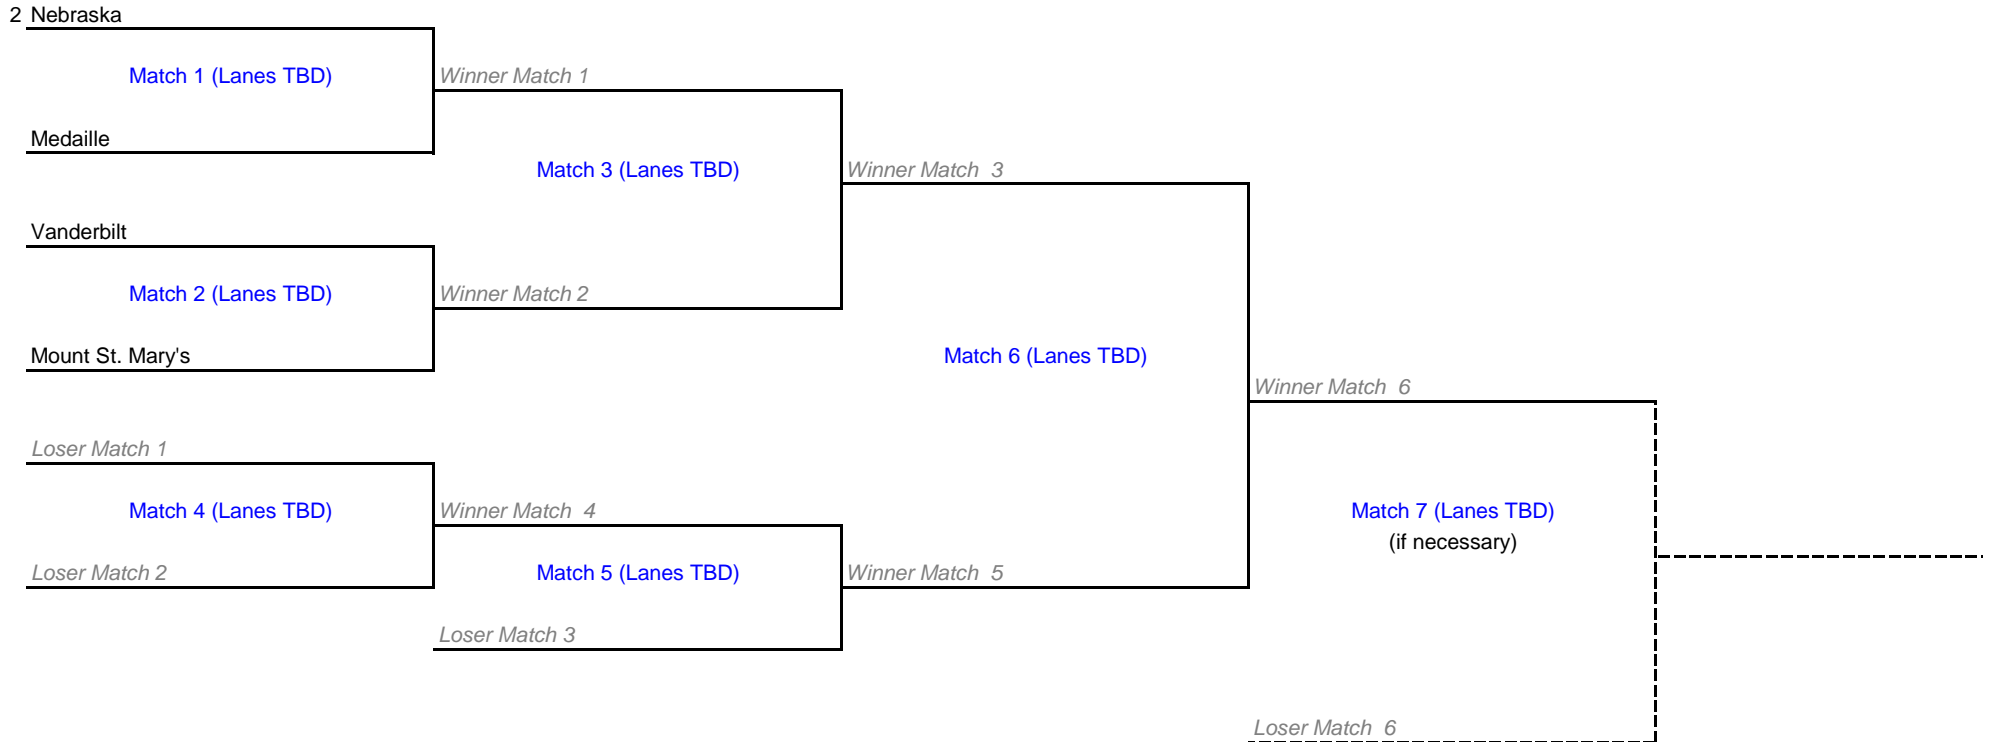 2 Nebraska
Match 1 (Lanes TBD)
Winner Match 1
Medaille
Match 3 (Lanes TBD)
Winner Match 3
Vanderbilt
Match 2 (Lanes TBD)
Winner Match 2
Mount St. Mary's
Match 6 (Lanes TBD)
Winner Match 6
Loser Match 1
Match 4 (Lanes TBD)
Winner Match 4
Match 7 (Lanes TBD)
(if necessary)
Loser Match 2
Match 5 (Lanes TBD)
Winner Match 5
Loser Match 3
Loser Match 6